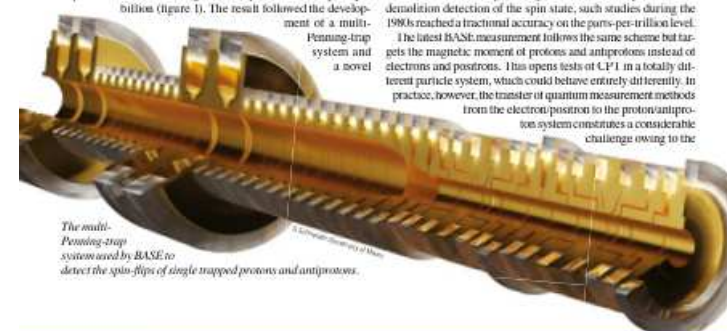 billion (figure 1). The result followed the develop-
ment of a multi-
Penning-trap
system and
a novel
demolition detection of the spin state, such studies during the
1980s reached a fractional accuracy on the parts-per-trillion level.
The latest BASE measurement follows the same scheme but tar-
gets the magnetic moment of protons and antiprotons instead of
electrons and positrons. This opens tests of CPT in a totally dif-
ferent particle system, which could behave entirely differently. In
practice, however, the transfer of quantum measurement methods
from the electron/positron to the proton/antipro-
ton system constitutes a considerable
challenge owing to the
The multi-
Penning-trap
system used by BASE to
detect the spin-flips of single trapped protons and antiprotons.